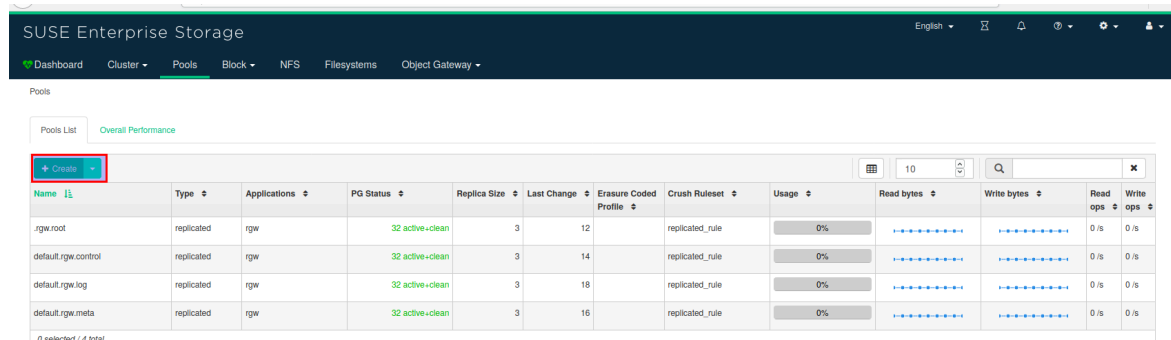 SUSE Enterprise Storage
English
Dashboard Cluster Pools Block NFS Filesystems Object Gateway
Pools
Pools List Overall Performance
+ Create 10
Name Type Applications PG Status Replica Size Last Change Erasure Coded Profile Crush Ruleset Usage Read bytes Write bytes Read ops Write ops
.rgw.root replicated rgw 32 active+clean 3 12 replicated_rule 0% 0 /s 0 /s
default.rgw.control replicated rgw 32 active+clean 3 14 replicated_rule 0% 0 /s 0 /s
default.rgw.log replicated rgw 32 active+clean 3 18 replicated_rule 0% 0 /s 0 /s
default.rgw.meta replicated rgw 32 active+clean 3 16 replicated_rule 0% 0 /s 0 /s
0 selected / 4 total